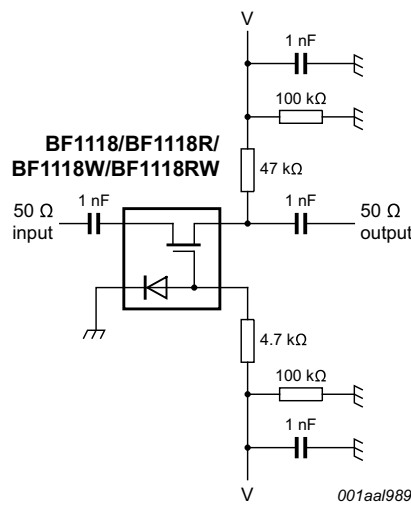 V
1 nF
100 kΩ
BF1118/BF1118R/
BF1118W/BF1118RW
47 kΩ
50 Ω
input
1 nF
1 nF
50 Ω
output
4.7 kΩ
100 kΩ
1 nF
V
001aal989